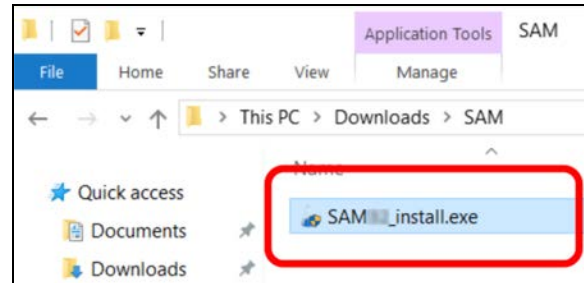 Application Tools SAM
File Home Share View Manage
This PC > Downloads > SAM
Name
Quick access
SAM _install.exe
Documents
Downloads